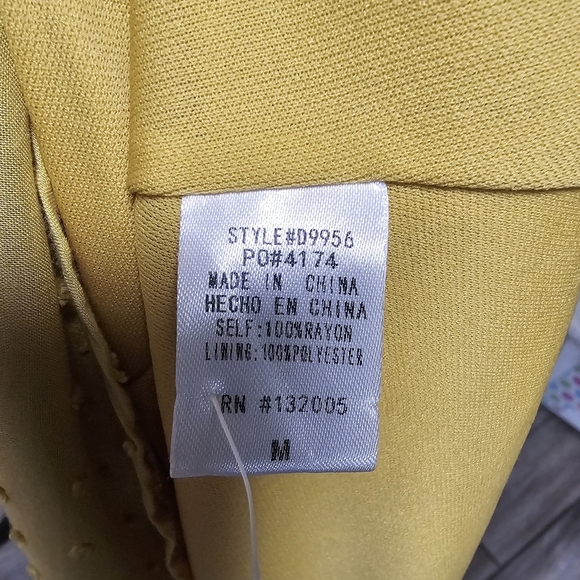 STYLE#D9956
PO#4174
MADE IN CHINA
HECHO EN CHINA
SELF:100%RAYON
LINING:100%POLYESTER
RN #132005
M